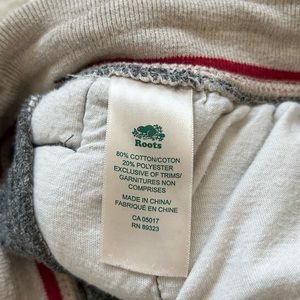 Roots
80% COTTON/COTON
20% POLYESTER
EXCLUSIVE OF TRIMS/
GARNITURES NON
COMPRISES
MADE IN CHINA/
FABRIQUÉ EN CHINE
CA 05017
RN 89323